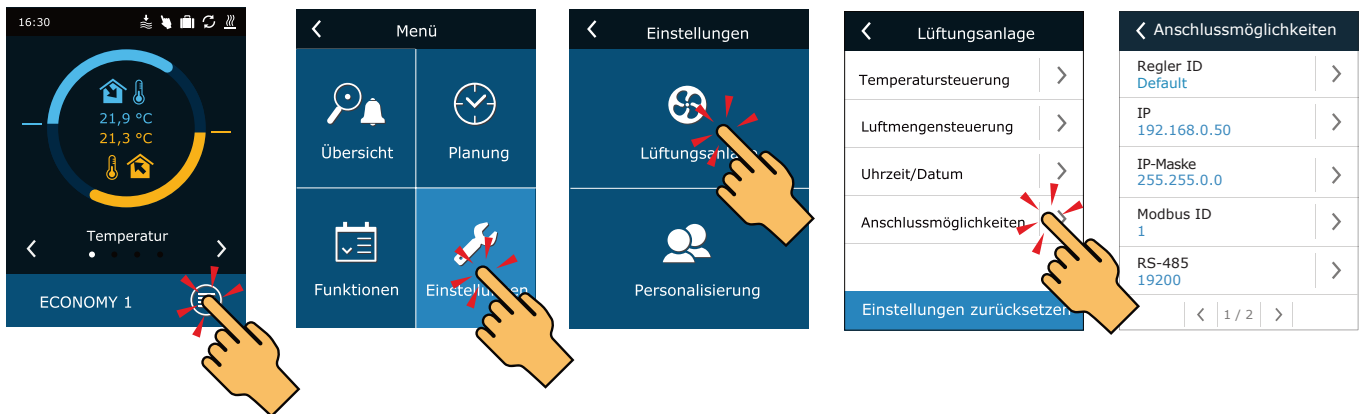 16:30
21,9 °C
21,3 °C
Temperatur
ECONOMY 1
Menü
Übersicht
Planung
Funktionen
Einstellungen
Einstellungen
Lüftungsanlage
Personalisierung
Lüftungsanlage
Temperatursteuerung
Luftmengensteuerung
Uhrzeit/Datum
Anschlussmöglichkeiten
Einstellungen zurücksetzen
Anschlussmöglichkeiten
Regler ID
Default
IP
192.168.0.50
IP-Maske
255.255.0.0
Modbus ID
1
RS-485
19200
1 / 2